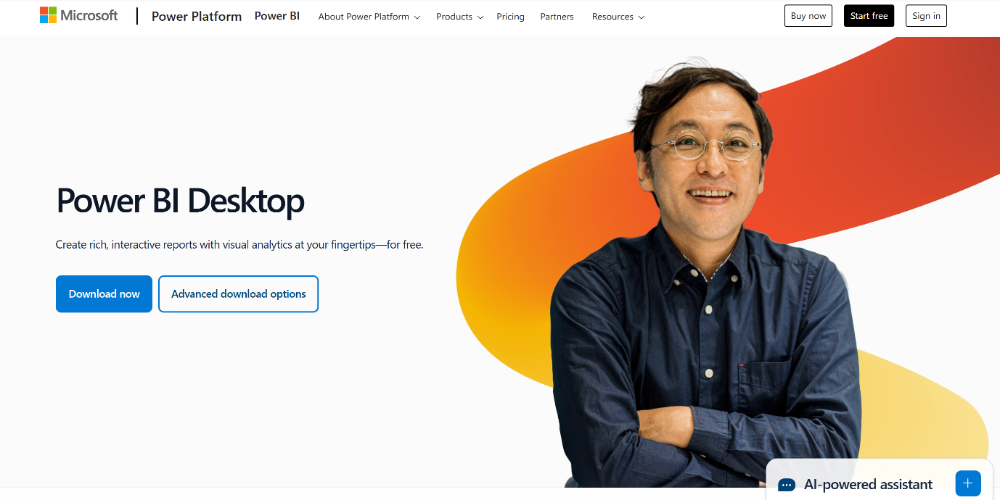 Microsoft Power Platform Power BI About Power Platform Products Pricing Partners Resources Buy now Start free Sign in
Power BI Desktop
Create rich, interactive reports with visual analytics at your fingertips—for free.
Download now Advanced download options
AI-powered assistant